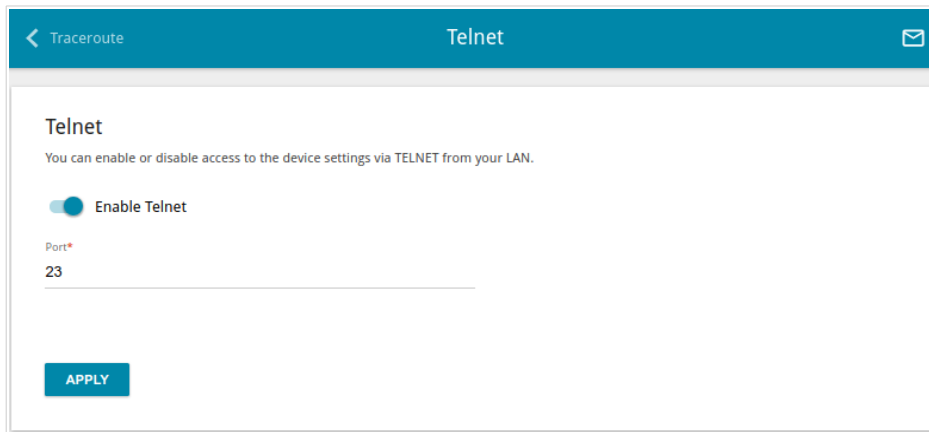 Traceroute
Telnet
Telnet
You can enable or disable access to the device settings via TELNET from your LAN.
Enable Telnet
Port*
23
APPLY